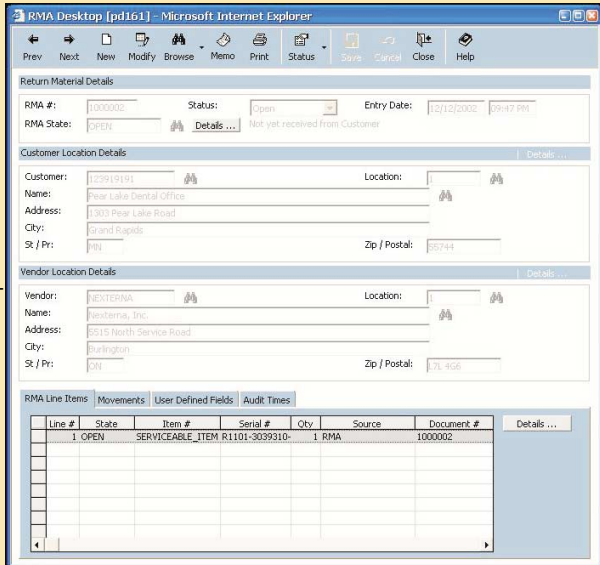 RMA Desktop [pd161] - Microsoft Internet Explorer
Prev Next New Modify Browse Memo Print Status Save Cancel Close Help
Return Material Details
RMA #: 1000002 Status: Open Entry Date: 12/12/2002 09:47 PM
RMA State: OPEN Details ... Not yet received from Customer
Customer Location Details | Details ...
Customer: 123919191 Location: 1
Name: Pear Lake Dental Office
Address: 1303 Pear Lake Road
City: Grand Rapids
St / Pr: MN Zip / Postal: 55744
Vendor Location Details | Details ...
Vendor: NEXTERNA Location: 1
Name: Nexterna, Inc.
Address: 5515 North Service Road
City: Burlington
St / Pr: ON Zip / Postal: L7L 4G6
RMA Line Items Movements User Defined Fields Audit Times
Line # State Item # Serial # Qty Source Document # Details ...
1 OPEN SERVICEABLE_ITEM R1101-3039310- 1 RMA 1000002